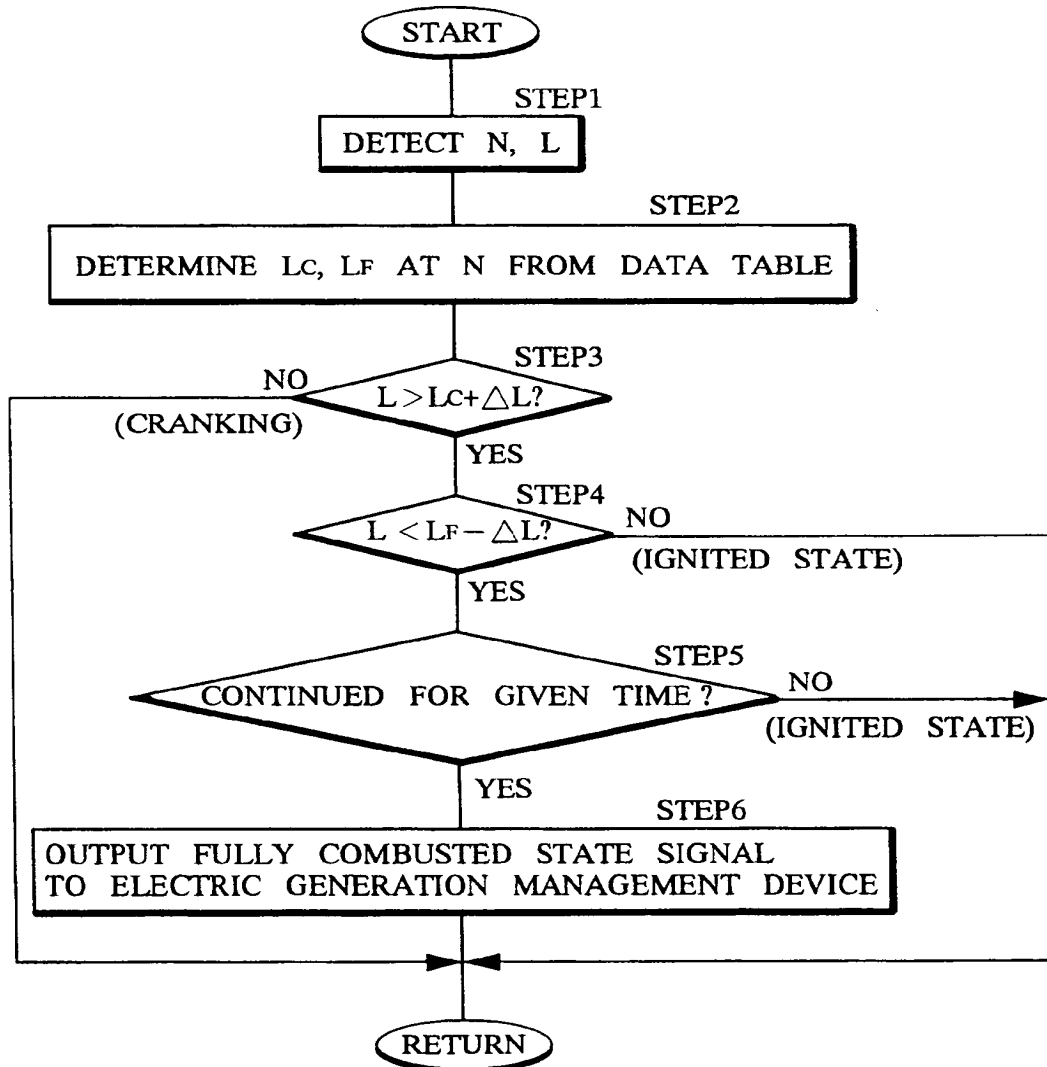 START
STEP1
DETECT N, L
STEP2
DETERMINE LC, LF AT N FROM DATA TABLE
STEP3
NO
L > LC + △L?
(CRANKING)
YES
STEP4
L < LF − △L?
NO
(IGNITED STATE)
YES
STEP5
CONTINUED FOR GIVEN TIME ?
NO
(IGNITED STATE)
YES
STEP6
OUTPUT FULLY COMBUSTED STATE SIGNAL
TO ELECTRIC GENERATION MANAGEMENT DEVICE
RETURN